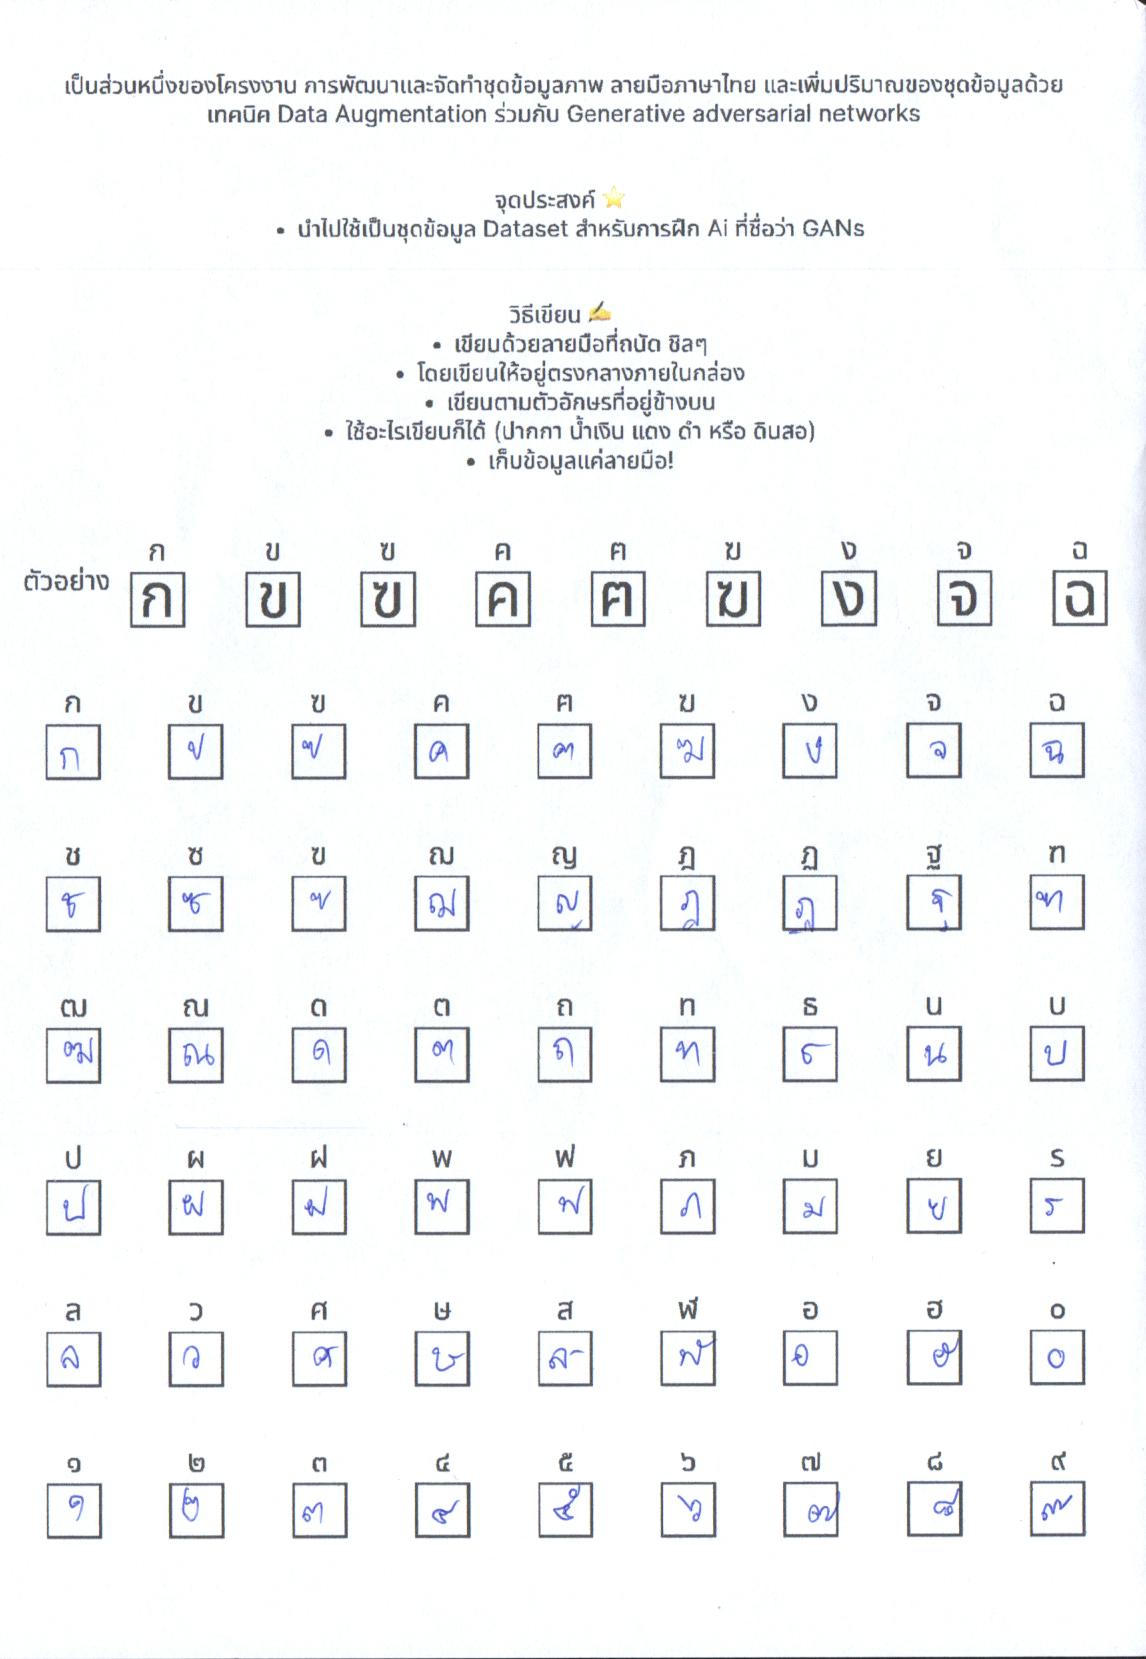 เป็นส่วนหนึ่งของโครงงาน การพัฒนาและจัดทำชุดข้อมูลภาพ ลายมือภาษาไทย และเพิ่มปริมาณของชุดข้อมูลด้วย
เทคนิค Data Augmentation ร่วมกับ Generative adversarial networks
จุดประสงค์ ⭐
• นำไปใช้เป็นชุดข้อมูล Dataset สำหรับการฝึก Ai ที่ชื่อว่า GANs
วิธีเขียน ✍️
• เขียนด้วยลายมือที่ถนัด ชิลๆ
• โดยเขียนให้อยู่ตรงกลางภายในกล่อง
• เขียนตามตัวอักษรที่อยู่ข้างบน
• ใช้อะไรเขียนก็ได้ (ปากกา น้ำเงิน แดง ดำ หรือ ดินสอ)
• เก็บข้อมูลแค่ลายมือ!
ก ข ฃ ค ฅ ฆ ง จ ฉ
ตัวอย่าง ก ข ฃ ค ฅ ฆ ง จ ฉ
ก ข ฃ ค ฅ ฆ ง จ ฉ
ก ข ฃ ค ฅ ฆ ง จ ฉ
ช ซ ฃ ฌ ญ ฎ ฏ ฐ ฑ
ช ซ ฃ ฌ ญ ฎ ฏ ฐ ฑ
ฒ ณ ด ต ถ ท ธ น บ
ฒ ณ ด ต ถ ท ธ น บ
ป ผ ฝ พ ฟ ภ ม ย ร
ป ผ ฝ พ ฟ ภ ม ย ร
ล ว ศ ษ ส ฬ อ ฮ ๐
ล ว ศ ษ ส ฬ อ ฮ ๐
๑ ๒ ๓ ๔ ๕ ๖ ๗ ๘ ๙
๑ ๒ ๓ ๔ ๕ ๖ ๗ ๘ ๙